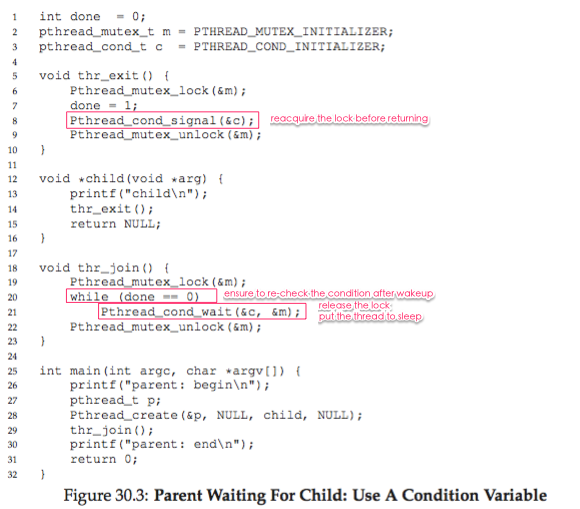 1 int done = 0;
2 pthread_mutex_t m = PTHREAD_MUTEX_INITIALIZER;
3 pthread_cond_t c = PTHREAD_COND_INITIALIZER;
4
5 void thr_exit() {
6 Pthread_mutex_lock(&m);
7 done = 1;
8 Pthread_cond_signal(&c); reacquire the lock before returning
9 Pthread_mutex_unlock(&m);
10 }
11
12 void *child(void *arg) {
13 printf("child\n");
14 thr_exit();
15 return NULL;
16 }
17
18 void thr_join() {
19 Pthread_mutex_lock(&m);
20 while (done == 0) ensure to re-check the condition after wakeup
21 Pthread_cond_wait(&c, &m); release the lock
put the thread to sleep
22 Pthread_mutex_unlock(&m);
23 }
24
25 int main(int argc, char *argv[]) {
26 printf("parent: begin\n");
27 pthread_t p;
28 Pthread_create(&p, NULL, child, NULL);
29 thr_join();
30 printf("parent: end\n");
31 return 0;
32 }
Figure 30.3: Parent Waiting For Child: Use A Condition Variable